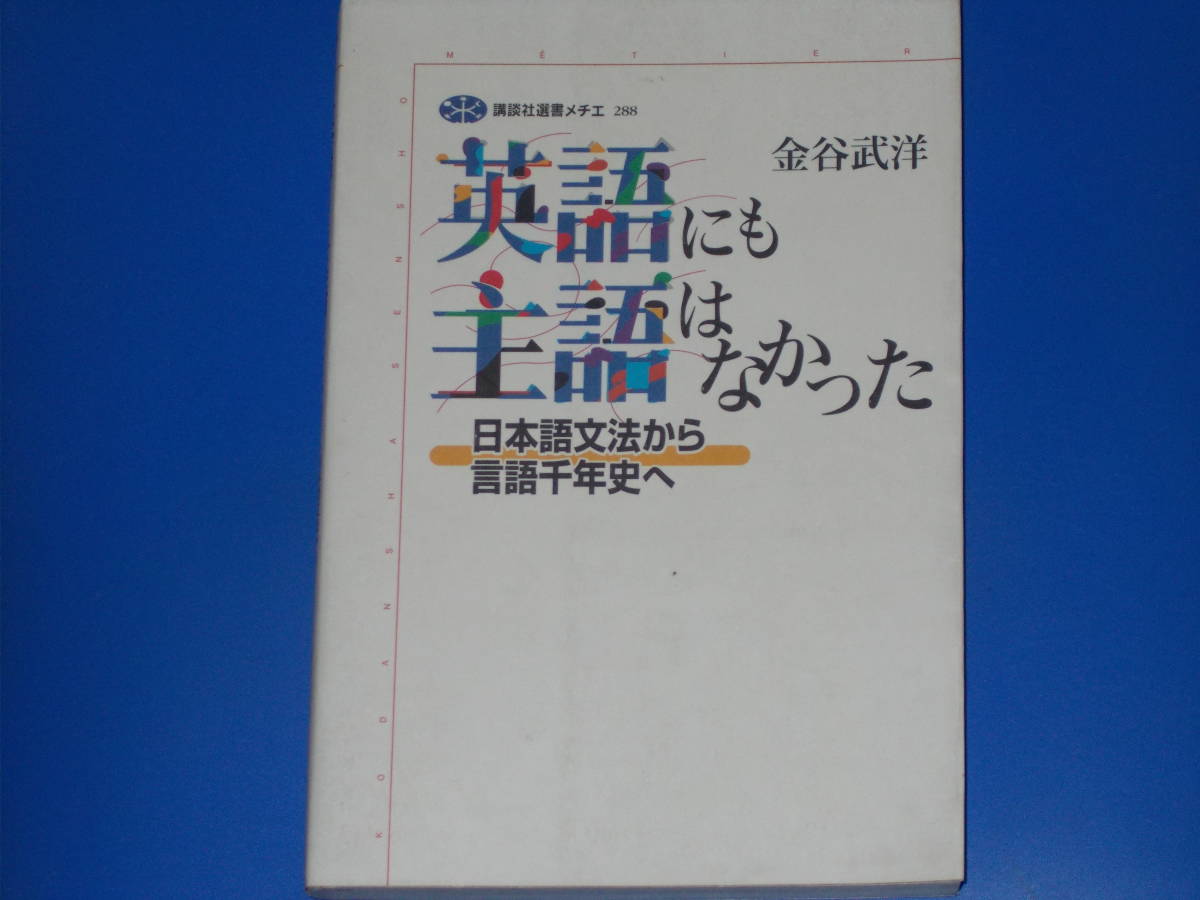 MÉTIER
講談社選書メチエ 288
金谷武洋
英語にも
主語は
なかった
日本語文法から
言語千年史へ
KODANSHA SENSHO